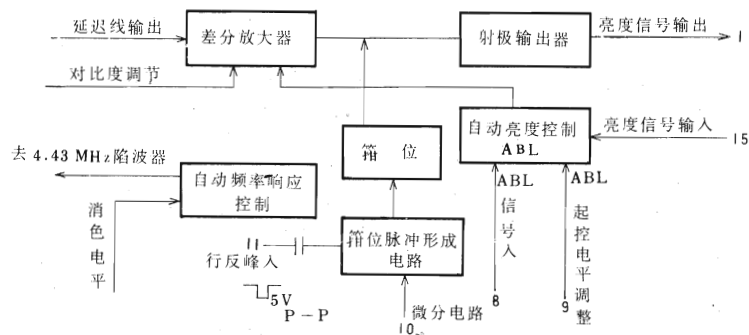 延迟线输出
差分放大器
射极输出器
亮度信号输出
1
对比度调节
自动亮度控制
ABL
亮度信号输入
15
箝位
去 4.43 MHz陷波器
自动频率响应
控制
消色电平
ABL
信号入
8
ABL
起控电平调整
9
11
行反峰入
箝位脉冲形成
电路
5V
P-P
微分电路
10